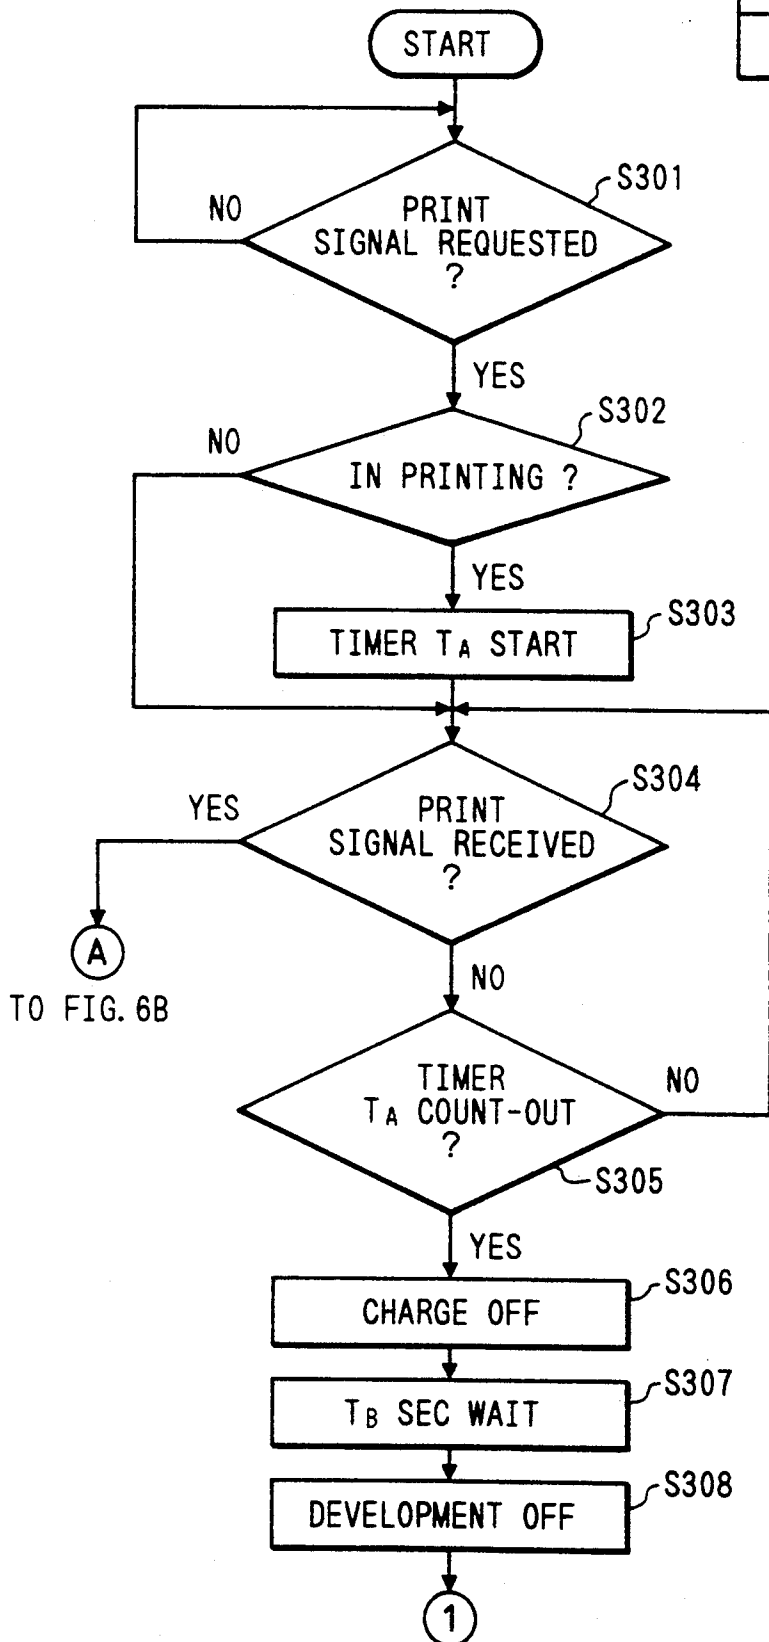 START
S301
NO
PRINT
SIGNAL REQUESTED
?
YES
S302
NO
IN PRINTING ?
YES
S303
TIMER TA START
S304
YES
PRINT
SIGNAL RECEIVED
?
A
TO FIG. 6B
NO
TIMER
TA COUNT-OUT
?
NO
S305
YES
S306
CHARGE OFF
S307
TB SEC WAIT
S308
DEVELOPMENT OFF
1